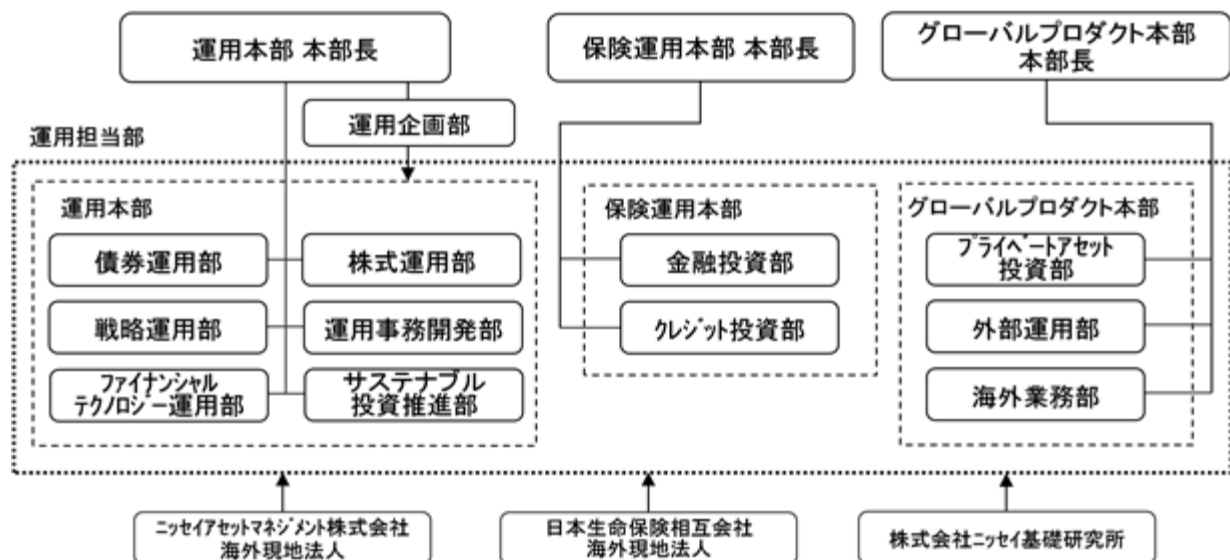 運用本部 本部長
保険運用本部 本部長
グローバルプロダクト本部
本部長
運用企画部
運用担当部
運用本部
債券運用部
株式運用部
戦略運用部
運用事務開発部
ファイナンシャル
テクノロジー運用部
サステナブル
投資推進部
保険運用本部
金融投資部
クレジット投資部
グローバルプロダクト本部
プライベートアセット
投資部
外部運用部
海外業務部
ニッセイアセットマネジメント株式会社
海外現地法人
日本生命保険相互会社
海外現地法人
株式会社ニッセイ基礎研究所